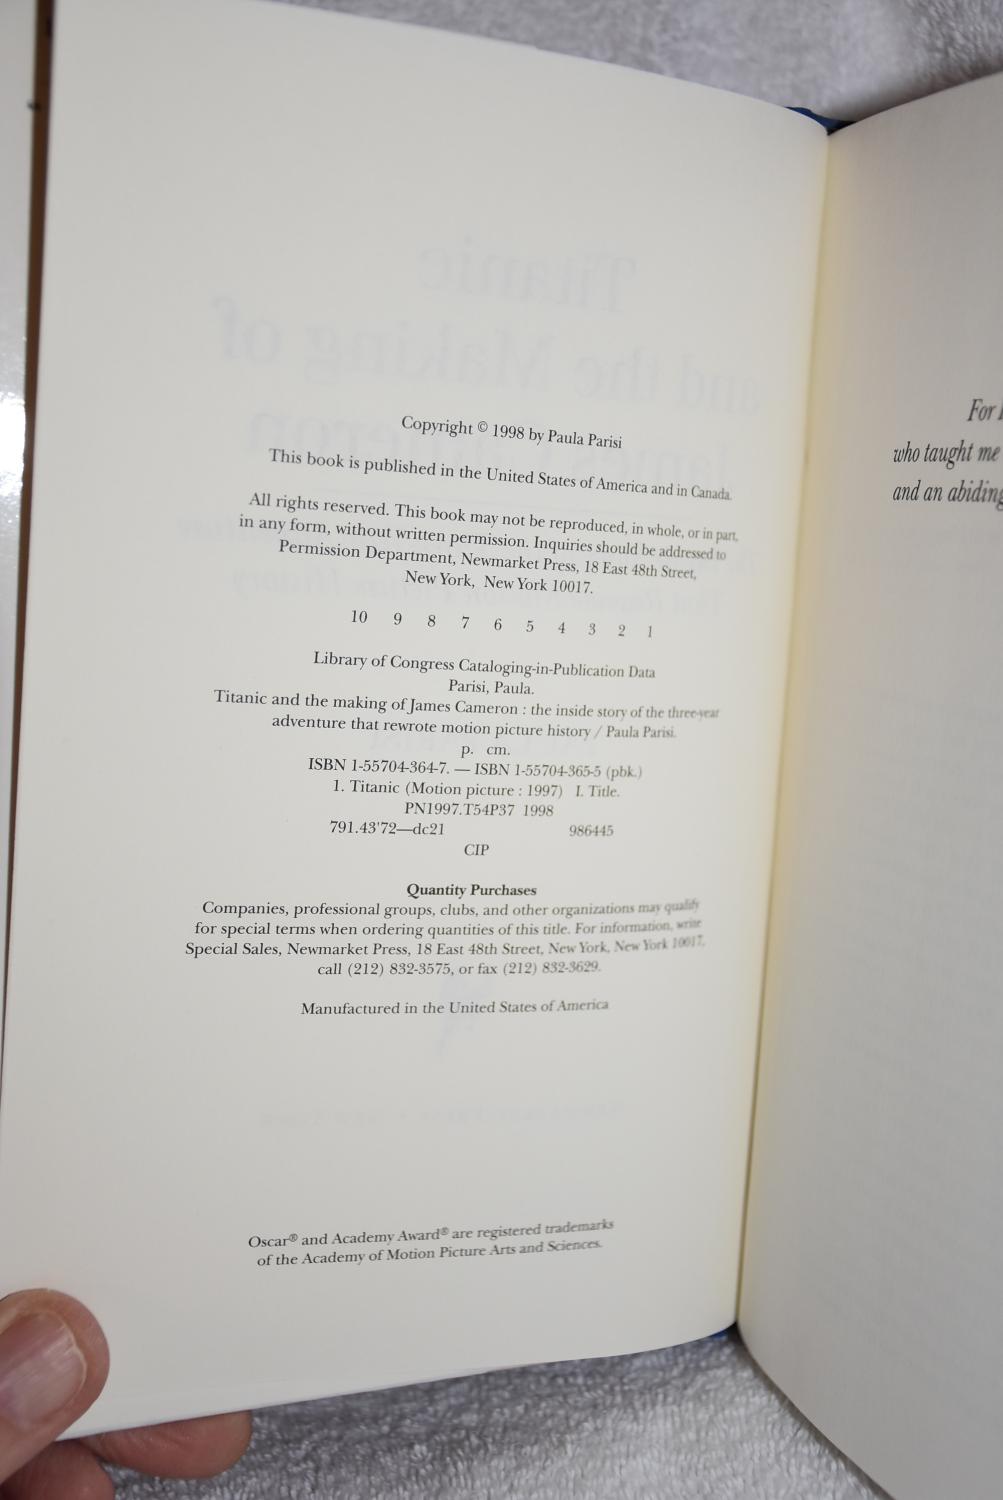 Copyright © 1998 by Paula Parisi
This book is published in the United States of America and in Canada.
All rights reserved. This book may not be reproduced, in whole, or in part,
in any form, without written permission. Inquiries should be addressed to
Permission Department, Newmarket Press, 18 East 48th Street,
New York, New York 10017.
10 9 8 7 6 5 4 3 2 1
Library of Congress Cataloging-in-Publication Data
Parisi, Paula.
Titanic and the making of James Cameron : the inside story of the three-year
adventure that rewrote motion picture history / Paula Parisi.
p. cm.
ISBN 1-55704-364-7. — ISBN 1-55704-365-5 (pbk.)
1. Titanic (Motion picture : 1997) I. Title.
PN1997.T54P37 1998
791.43'72—dc21 986445
CIP
Quantity Purchases
Companies, professional groups, clubs, and other organizations may qualify
for special terms when ordering quantities of this title. For information, write
Special Sales, Newmarket Press, 18 East 48th Street, New York, New York 10017,
call (212) 832-3575, or fax (212) 832-3629.
Manufactured in the United States of America
Oscar® and Academy Award® are registered trademarks
of the Academy of Motion Picture Arts and Sciences.
For
who taught me
and an abiding